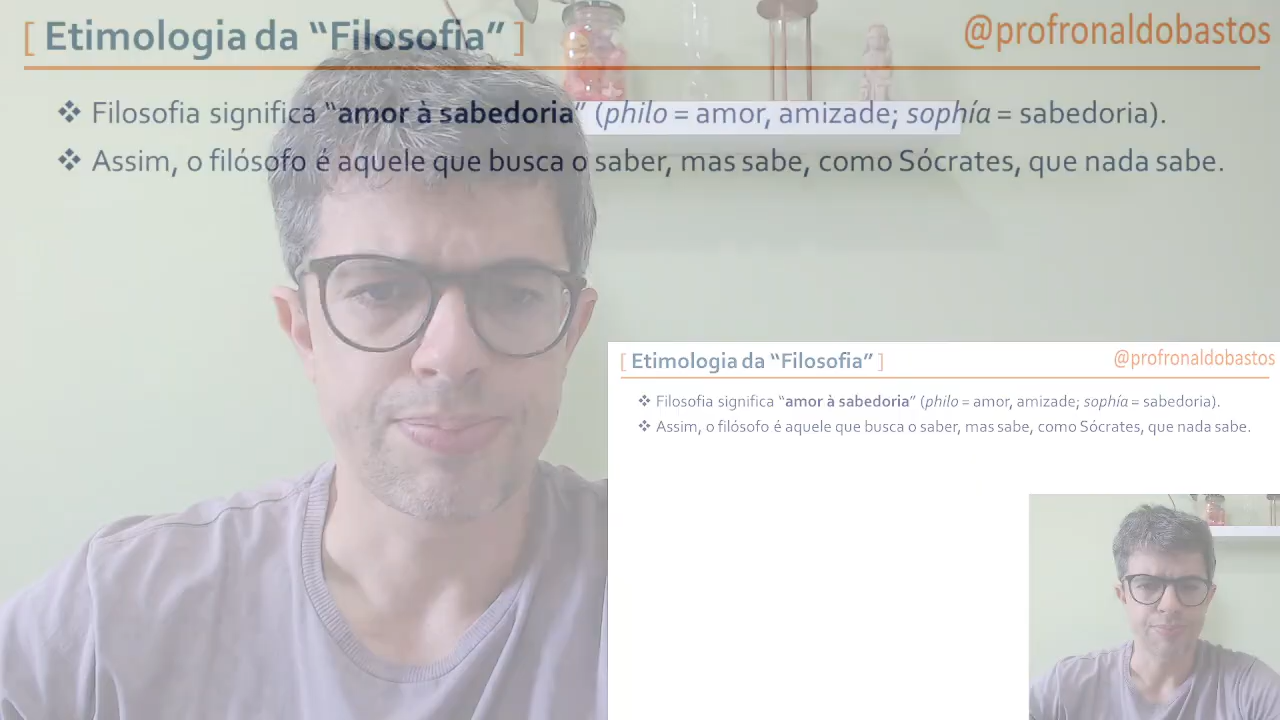 [ Etimologia da “Filosofia” ]
@profronaldobastos
❖ Filosofia significa “amor à sabedoria” (philo = amor, amizade; sophía = sabedoria).
❖ Assim, o filósofo é aquele que busca o saber, mas sabe, como Sócrates, que nada sabe.
[ Etimologia da “Filosofia” ]
@profronaldobastos
❖ Filosofia significa “amor à sabedoria” (philo = amor, amizade; sophía = sabedoria).
❖ Assim, o filósofo é aquele que busca o saber, mas sabe, como Sócrates, que nada sabe.